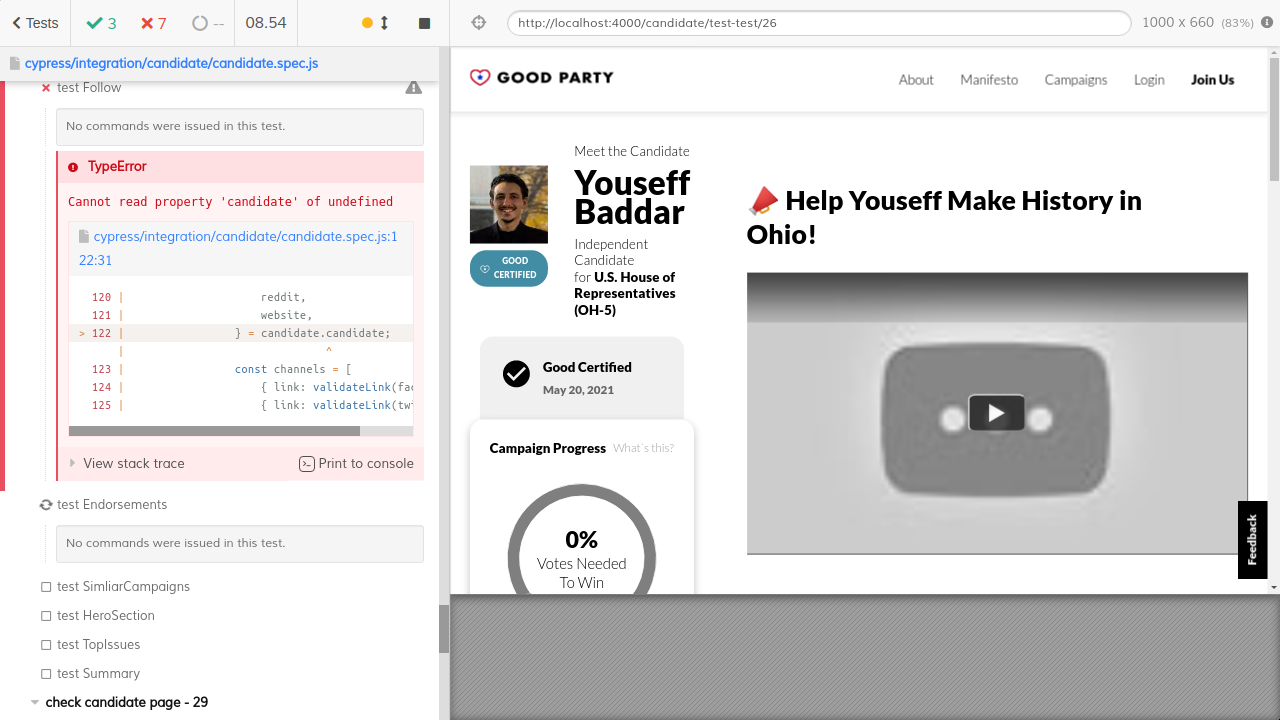 Tests
3
7
--
08.54
http://localhost:4000/candidate/test-test/26
1000 x 660 (83%)
cypress/integration/candidate/candidate.spec.js
test Follow
No commands were issued in this test.
TypeError
Cannot read property 'candidate' of undefined
cypress/integration/candidate/candidate.spec.js:1
22:31
120 | reddit,
121 | website,
> 122 | } = candidate.candidate;
| ^
123 | const channels = [
124 | { link: validateLink(fac
125 | { link: validateLink(twi
View stack trace
Print to console
test Endorsements
No commands were issued in this test.
test SimliarCampaigns
test HeroSection
test TopIssues
test Summary
check candidate page - 29
GOOD PARTY
About
Manifesto
Campaigns
Login
Join Us
Meet the Candidate
Youseff
Baddar
Independent
Candidate
for U.S. House of
Representatives
(OH-5)
GOOD
CERTIFIED
Good Certified
May 20, 2021
Campaign Progress
What's this?
0%
Votes Needed
To Win
Help Youseff Make History in
Ohio!
Feedback